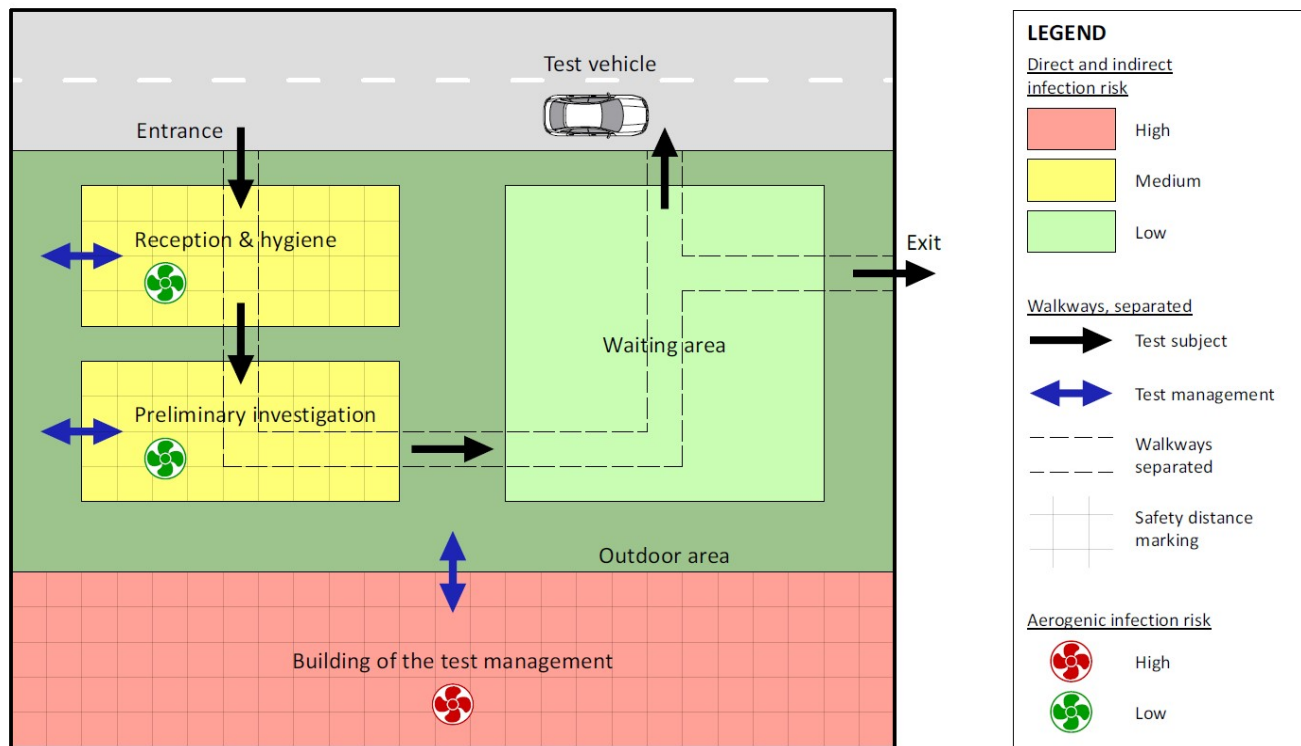 Test vehicle
Entrance
Reception & hygiene
Exit
Waiting area
Preliminary investigation
Outdoor area
Building of the test management
LEGEND
Direct and indirect
infection risk
High
Medium
Low
Walkways, separated
Test subject
Test management
Walkways
separated
Safety distance
marking
Aerogenic infection risk
High
Low